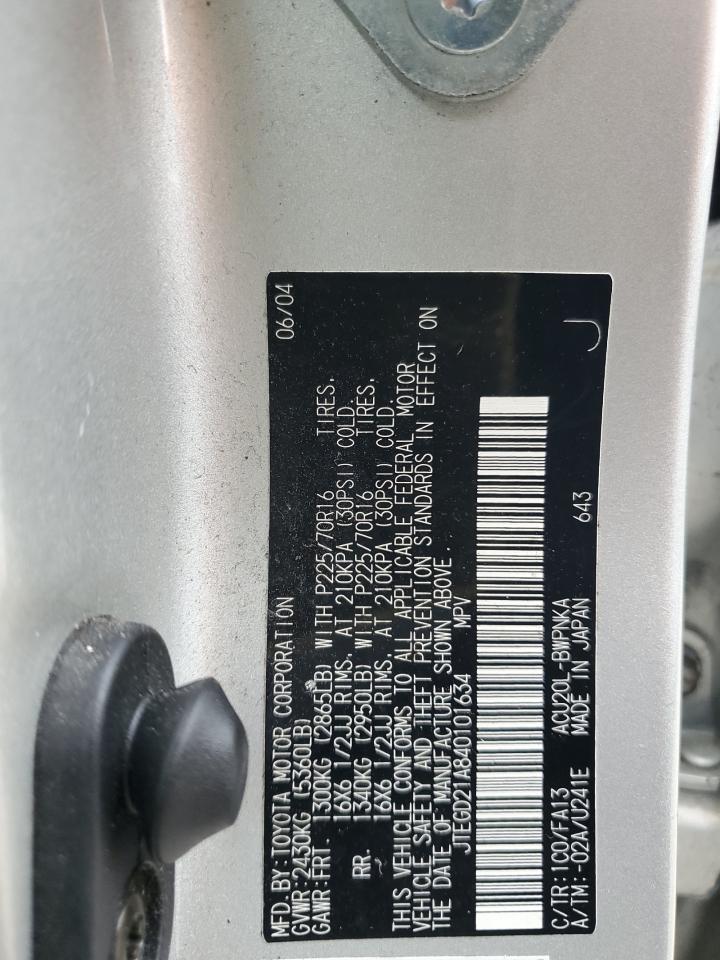 MFD.BY:TOYOTA MOTOR CORPORATION 06/04
GVWR:2430KG (5360LB)
GAWR:FRT. 1300KG (2865LB) WITH P225/70R16 TIRES,
16X6 1/2JJ RIMS, AT 210KPA (30PSI) COLD.
RR. 1340KG (2950LB) WITH P225/70R16 TIRES,
16X6 1/2JJ RIMS, AT 210KPA (30PSI) COLD.
THIS VEHICLE CONFORMS TO ALL APPLICABLE FEDERAL MOTOR
VEHICLE SAFETY AND THEFT PREVENTION STANDARDS IN EFFECT ON
THE DATE OF MANUFACTURE SHOWN ABOVE.
JTEGD21A840101634 MPV
C/TR:1C0/FA13 ACU20L-BWPNKA 643
A/TM:-02A/U241E MADE IN JAPAN
J